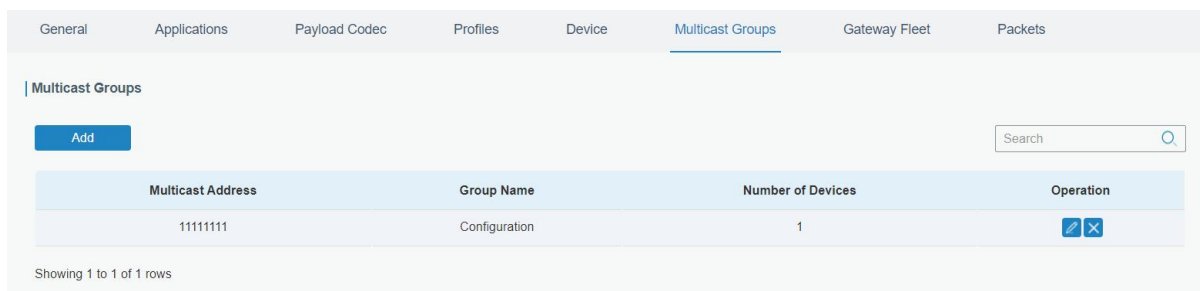 General Applications Payload Codec Profiles Device Multicast Groups Gateway Fleet Packets
Multicast Groups
Add Search
Multicast Address Group Name Number of Devices Operation
11111111 Configuration 1
Showing 1 to 1 of 1 rows